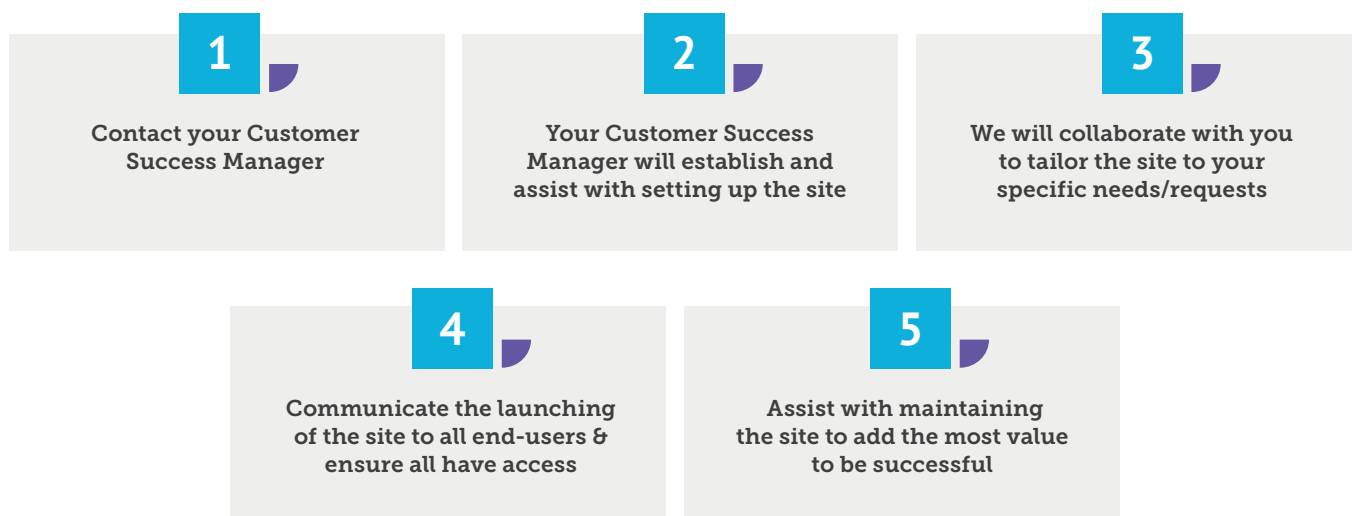 1
Contact your Customer
Success Manager
2
Your Customer Success
Manager will establish and
assist with setting up the site
3
We will collaborate with you
to tailor the site to your
specific needs/requests
4
Communicate the launching
of the site to all end-users &
ensure all have access
5
Assist with maintaining
the site to add the most value
to be successful